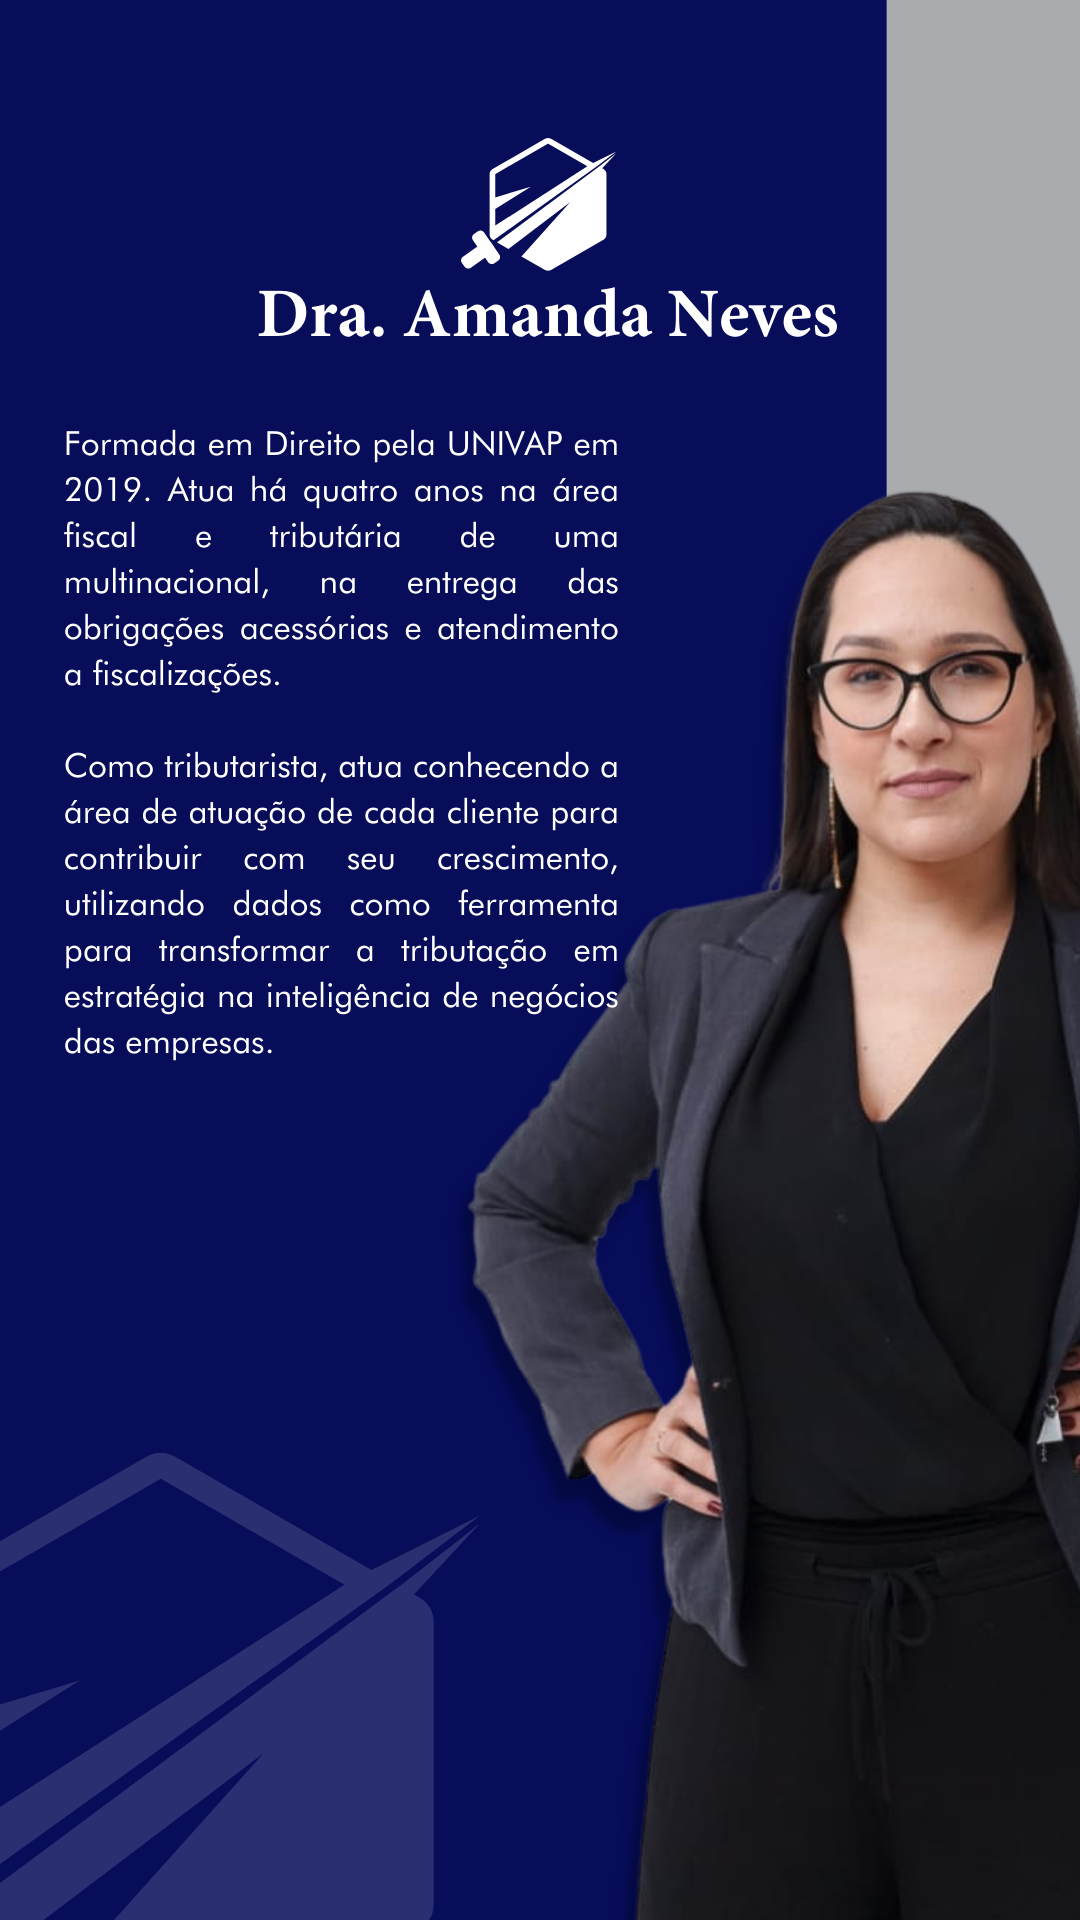 Dra. Amanda Neves
Formada em Direito pela UNIVAP em
2019. Atua há quatro anos na área
fiscal e tributária de uma
multinacional, na entrega das
obrigações acessórias e atendimento
a fiscalizações.
Como tributarista, atua conhecendo a
área de atuação de cada cliente para
contribuir com seu crescimento,
utilizando dados como ferramenta
para transformar a tributação em
estratégia na inteligência de negócios
das empresas.